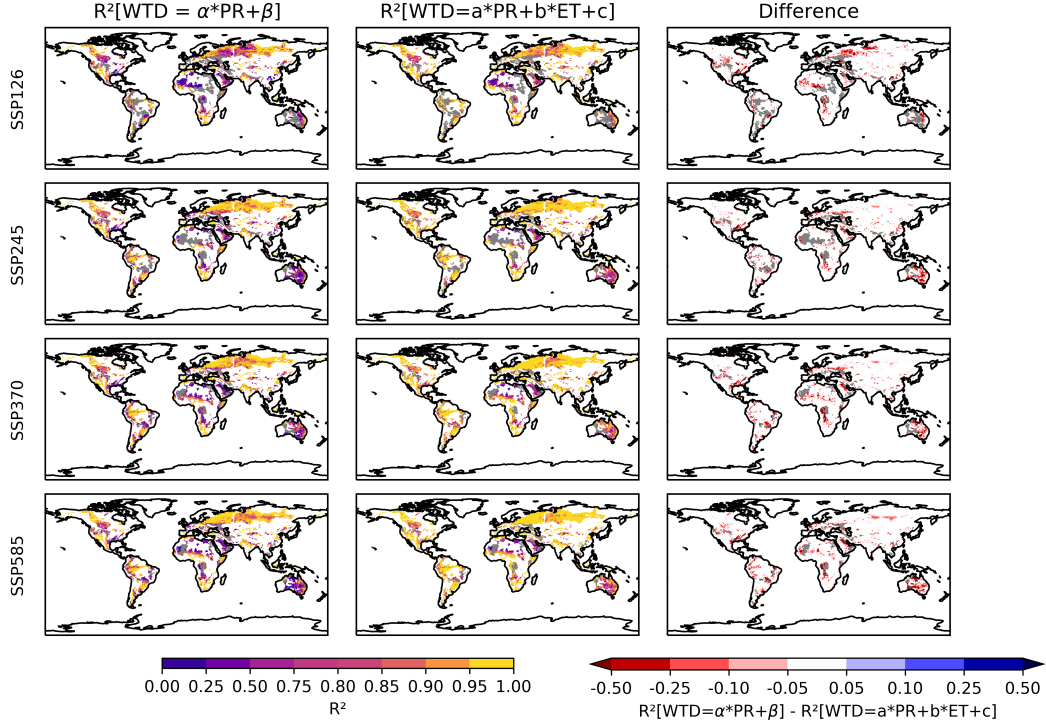 R²[WTD = α*PR+β]
R²[WTD=a*PR+b*ET+c]
Difference
SSP126
SSP245
SSP370
SSP585
0.00 0.25 0.50 0.75 0.80 0.85 0.90 0.95 1.00
R²
-0.50 -0.25 -0.10 -0.05 0.05 0.10 0.25 0.50
R²[WTD=α*PR+β] - R²[WTD=a*PR+b*ET+c]